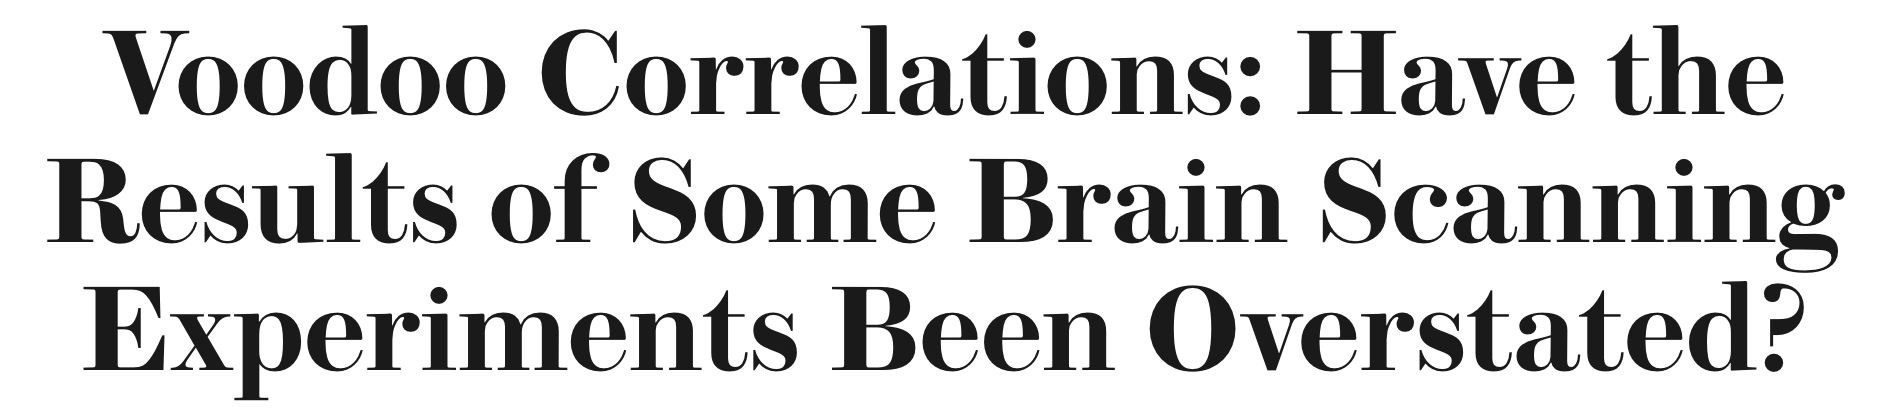 Voodoo Correlations: Have the
Results of Some Brain Scanning
Experiments Been Overstated?